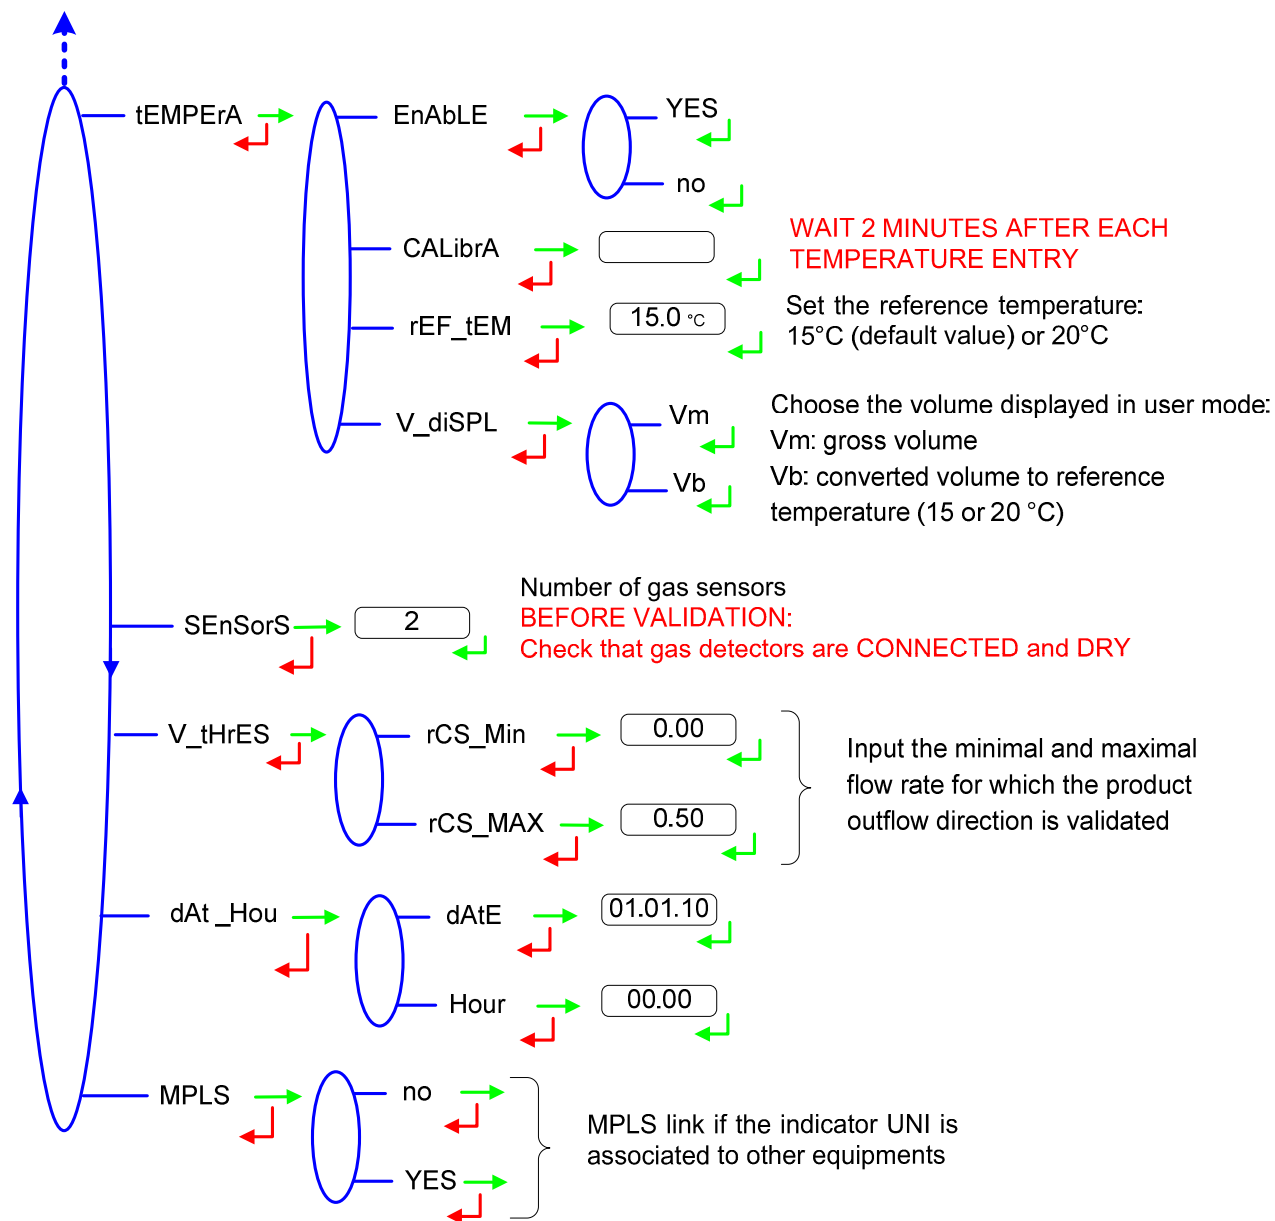 tEMPErA
EnAbLE
YES
no
CALibrA
WAIT 2 MINUTES AFTER EACH
TEMPERATURE ENTRY
rEF_tEM
15.0 °C
Set the reference temperature:
15°C (default value) or 20°C
V_diSPL
Vm
Vb
Choose the volume displayed in user mode:
Vm: gross volume
Vb: converted volume to reference
temperature (15 or 20 °C)
SEnSorS
2
Number of gas sensors
BEFORE VALIDATION:
Check that gas detectors are CONNECTED and DRY
V_tHrES
rCS_Min
0.00
rCS_MAX
0.50
Input the minimal and maximal
flow rate for which the product
outflow direction is validated
dAt _Hou
dAtE
01.01.10
Hour
00.00
MPLS
no
YES
MPLS link if the indicator UNI is
associated to other equipments